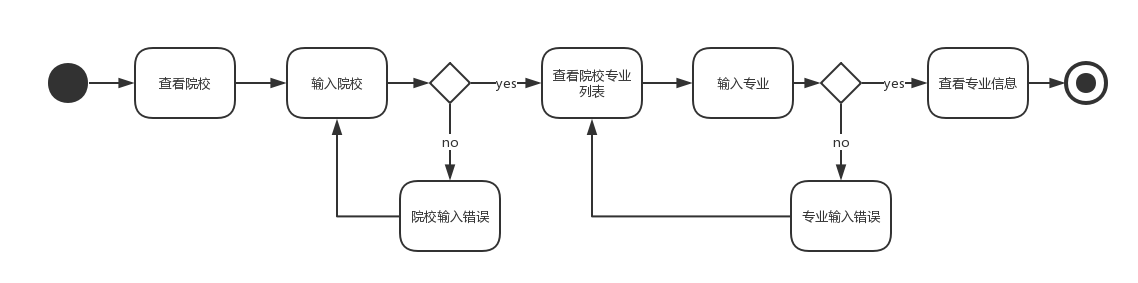 查看院校
输入院校
yes
查看院校专业
列表
输入专业
yes
查看专业信息
no
no
院校输入错误
专业输入错误